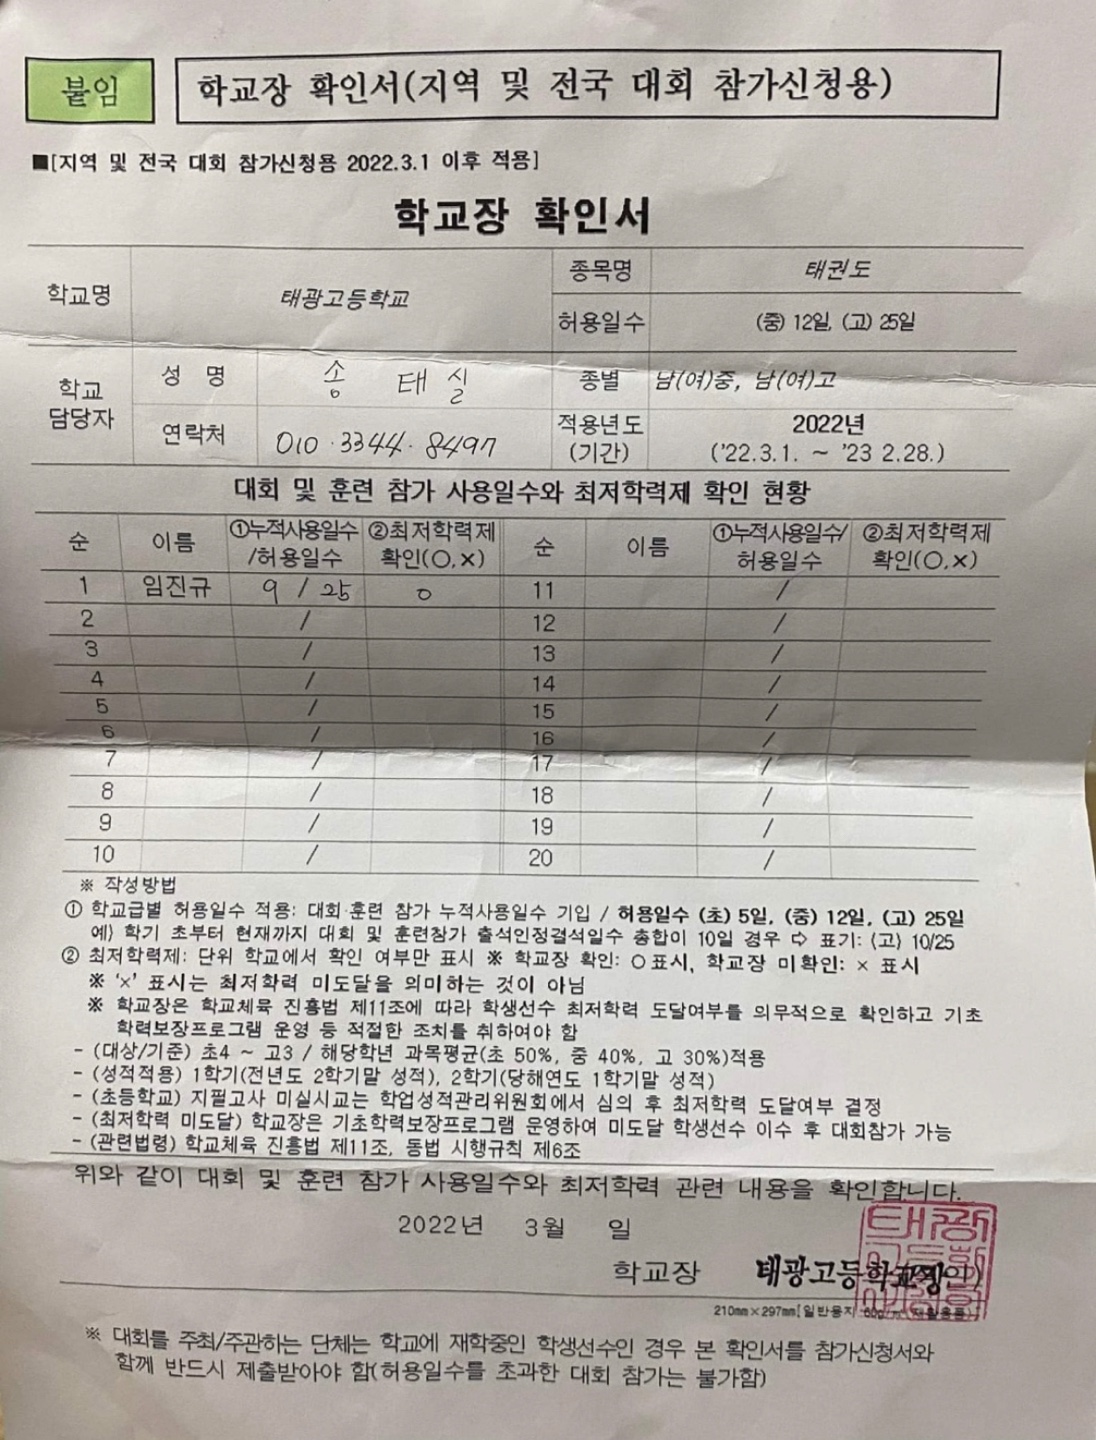 붙임
학교장 확인서(지역 및 전국 대회 참가신청용)
■[지역 및 전국 대회 참가신청용 2022.3.1 이후 적용]
학교장 확인서
학교명 태광고등학교 종목명 태권도
허용일수 (중) 12일, (고) 25일
학교 담당자 성 명 송 태 실 종별 남(여)중, 남(여)고
연락처 010·3344·8497 적용년도 (기간) 2022년 ('22.3.1. ~ '23 2.28.)
대회 및 훈련 참가 사용일수와 최저학력제 확인 현황
순 이름 ①누적사용일수/허용일수 ②최저학력제 확인(○,×) 순 이름 ①누적사용일수/허용일수 ②최저학력제 확인(○,×)
1 임진규 9 / 25 ○ 11 /
2 / 12 /
3 / 13 /
4 / 14 /
5 / 15 /
6 / 16 /
7 / 17 /
8 / 18 /
9 / 19 /
10 / 20 /
※ 작성방법
① 학교급별 허용일수 적용: 대회·훈련 참가 누적사용일수 기입 / 허용일수 (초) 5일, (중) 12일, (고) 25일
예) 학기 초부터 현재까지 대회 및 훈련참가 출석인정결석일수 총합이 10일 경우 ⇨ 표기: (고) 10/25
② 최저학력제: 단위 학교에서 확인 여부만 표시 ※ 학교장 확인: ○표시, 학교장 미확인: × 표시
※ '×' 표시는 최저학력 미도달을 의미하는 것이 아님
※ 학교장은 학교체육 진흥법 제11조에 따라 학생선수 최저학력 도달여부를 의무적으로 확인하고 기초
학력보장프로그램 운영 등 적절한 조치를 취하여야 함
- (대상/기준) 초4 ~ 고3 / 해당학년 과목평균(초 50%, 중 40%, 고 30%)적용
- (성적적용) 1학기(전년도 2학기말 성적), 2학기(당해연도 1학기말 성적)
- (초등학교) 지필고사 미실시교는 학업성적관리위원회에서 심의 후 최저학력 도달여부 결정
- (최저학력 미도달) 학교장은 기초학력보장프로그램 운영하여 미도달 학생선수 이수 후 대회참가 가능
- (관련법령) 학교체육 진흥법 제11조, 동법 시행규칙 제6조
위와 같이 대회 및 훈련 참가 사용일수와 최저학력 관련 내용을 확인합니다.
2022년 3월 일
학교장 태광고등학교장
210mm×297mm[일반용지 60g/㎡ 재활용품]
※ 대회를 주최/주관하는 단체는 학교에 재학중인 학생선수인 경우 본 확인서를 참가신청서와
함께 반드시 제출받아야 함(허용일수를 초과한 대회 참가는 불가함)